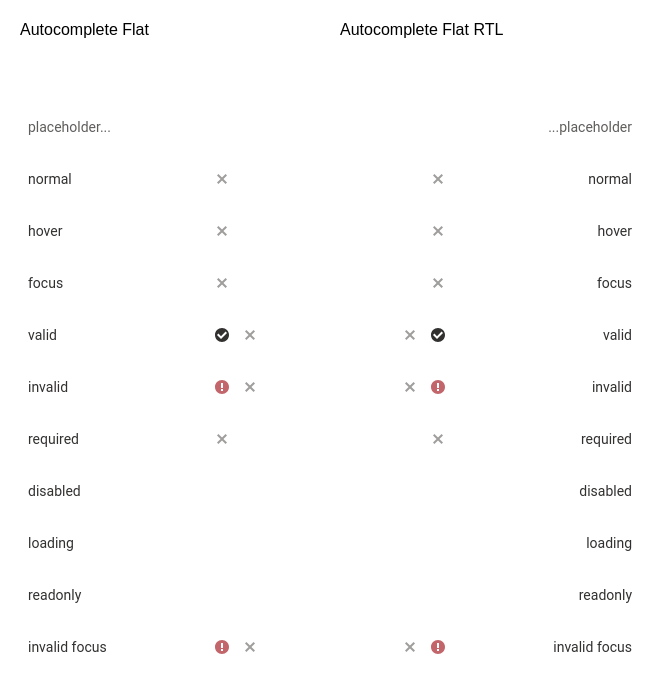 Autocomplete Flat
placeholder...
normal
hover
focus
valid
invalid
required
disabled
loading
readonly
invalid focus
Autocomplete Flat RTL
...placeholder
normal
hover
focus
valid
invalid
required
disabled
loading
readonly
invalid focus